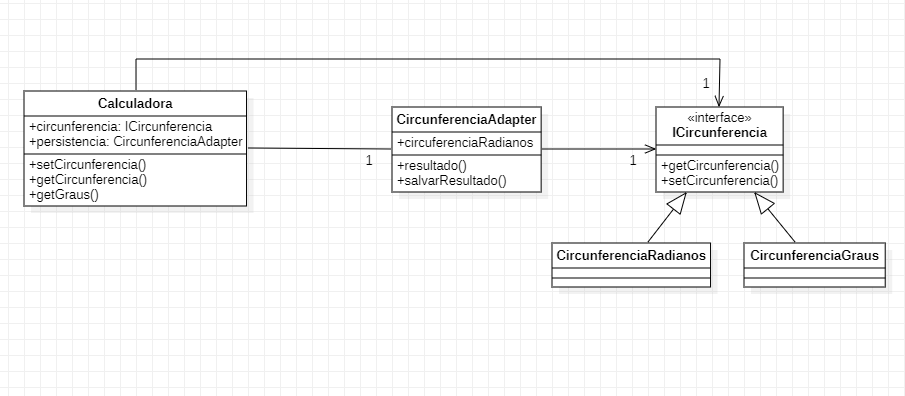 Calculadora
+circunferencia: ICircunferencia
+persistencia: CircunferenciaAdapter
+setCircunferencia()
+getCircunferencia()
+getGraus()
1
CircunferenciaAdapter
+circuferenciaRadianos
+resultado()
+salvarResultado()
1
1
«interface»
ICircunferencia
+getCircunferencia()
+setCircunferencia()
CircunferenciaRadianos
CircunferenciaGraus